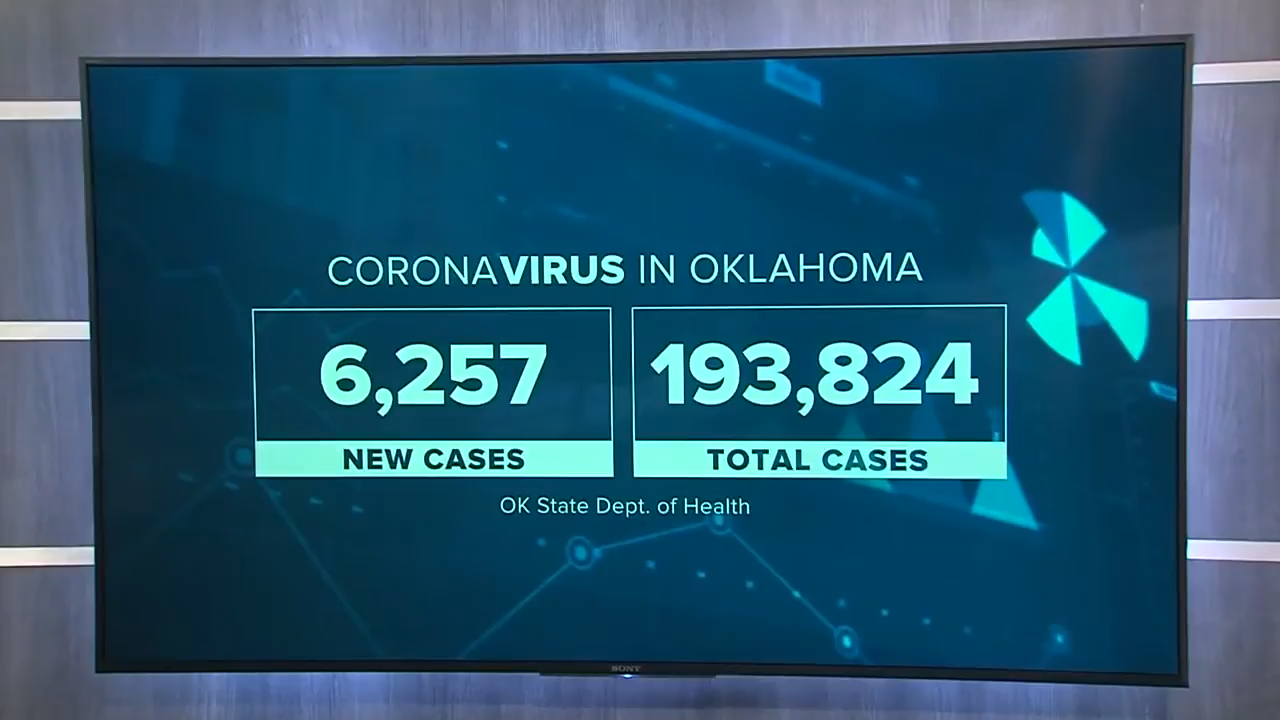 CORONAVIRUS IN OKLAHOMA
6,257
193,824
NEW CASES
TOTAL CASES
OK State Dept. of Health
SONY